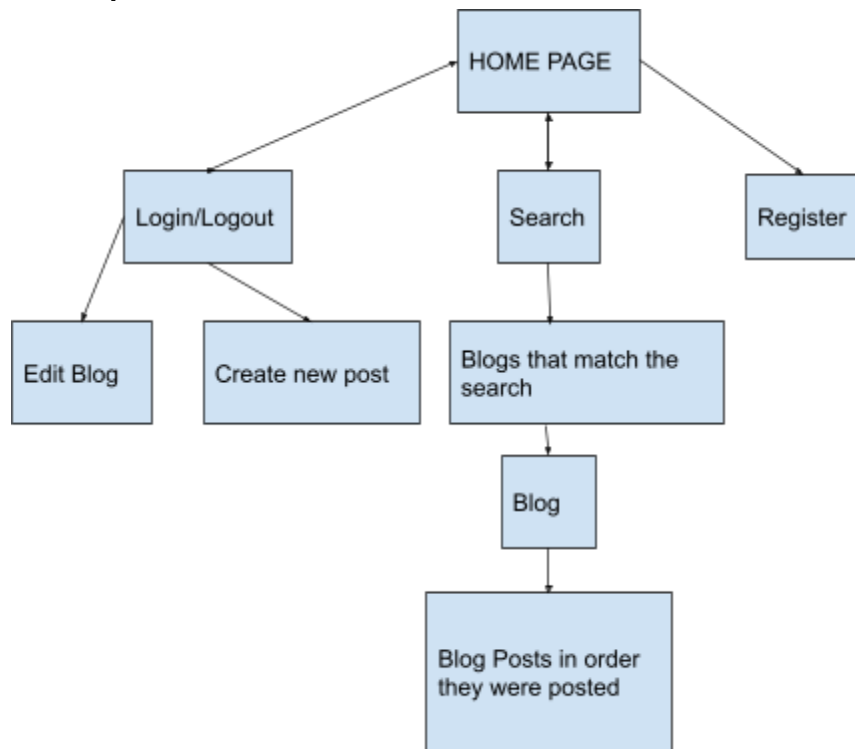 HOME PAGE
Login/Logout
Search
Register
Edit Blog
Create new post
Blogs that match the
search
Blog
Blog Posts in order
they were posted